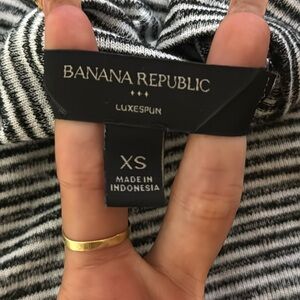 BANANA REPUBLIC
LUXESPUN
XS
MADE IN
INDONESIA